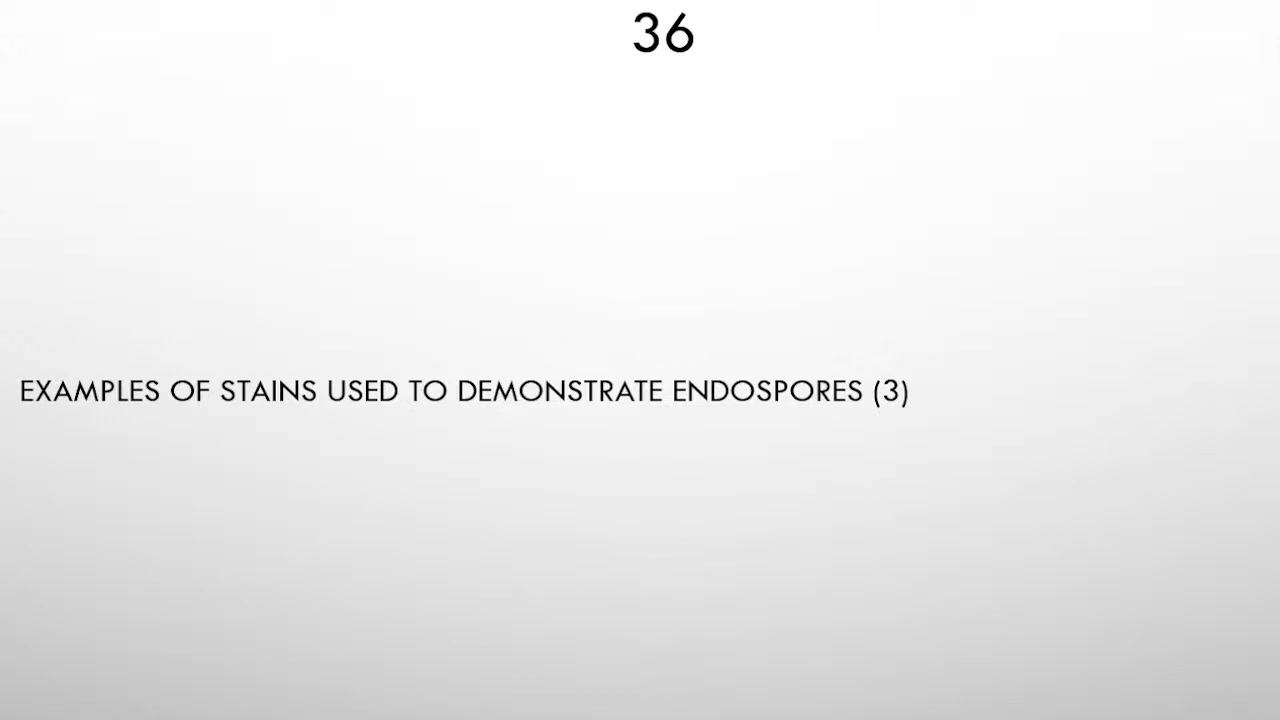 36
EXAMPLES OF STAINS USED TO DEMONSTRATE ENDOSPORES (3)